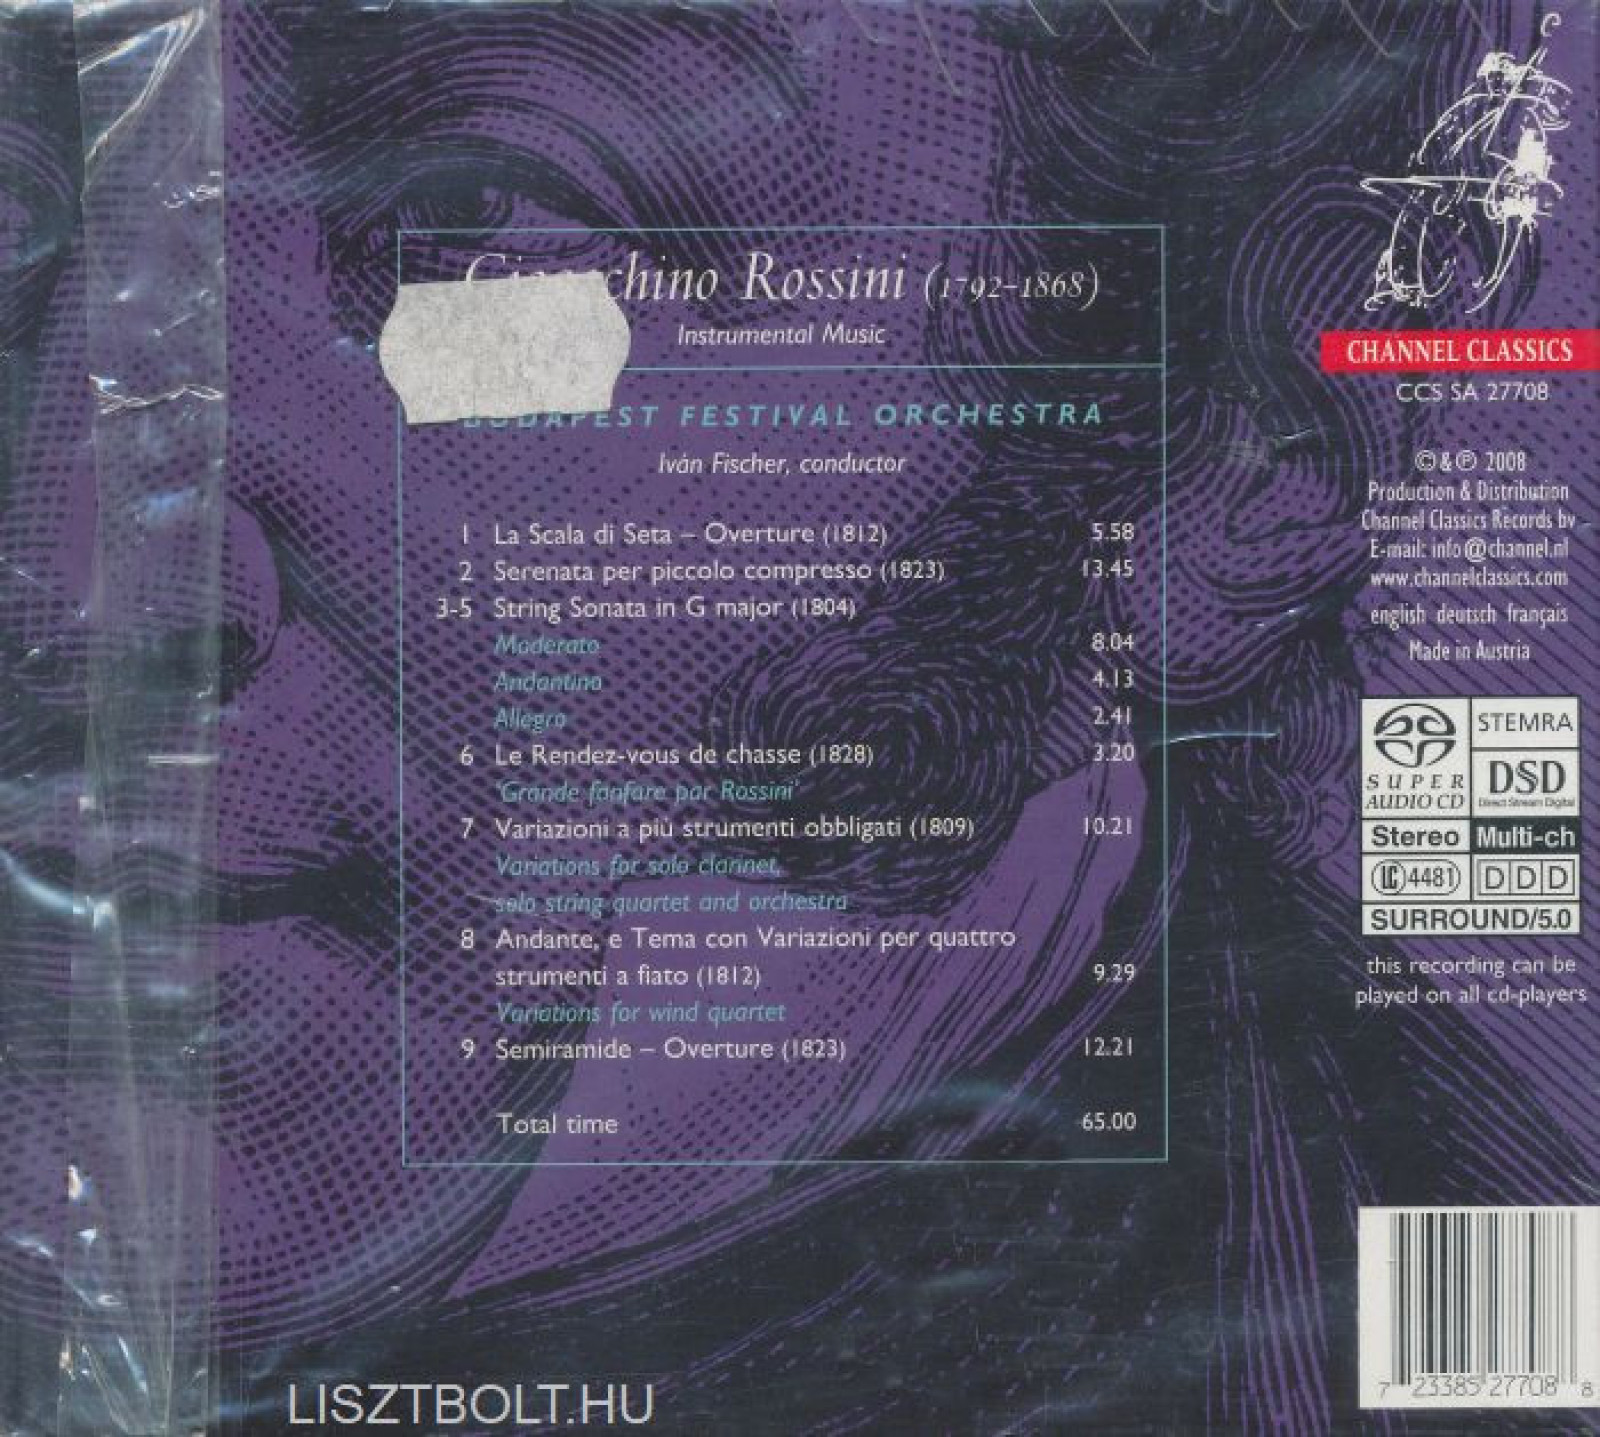 Rossini (1792–1868)
Instrumental Music
BUDAPEST FESTIVAL ORCHESTRA
Iván Fischer, conductor
1 La Scala di Seta – Overture (1812) 5.58
2 Serenata per piccolo compresso (1823) 13.45
3-5 String Sonata in G major (1804)
Moderato 8.04
Andantino 4.13
Allegro 2.41
6 Le Rendez-vous de chasse (1828) 3.20
'Grande fanfare par Rossini'
7 Variazioni a più strumenti obbligati (1809) 10.21
Variations for solo clarinet,
solo string quartet and orchestra
8 Andante, e Tema con Variazioni per quattro
strumenti a fiato (1812) 9.29
Variations for wind quartet
9 Semiramide – Overture (1823) 12.21
Total time 65.00
CHANNEL CLASSICS
CCS SA 27708
©&℗ 2008
Production & Distribution
Channel Classics Records bv
E-mail: info@channel.nl
www.channelclassics.com
english deutsch français
Made in Austria
SUPER AUDIO CD
STEMRA
DSD
Direct Stream Digital
Stereo Multi-ch
LC 4481 DDD
SURROUND/5.0
this recording can be
played on all cd-players
7 23385 27708 8
LISZTBOLT.HU